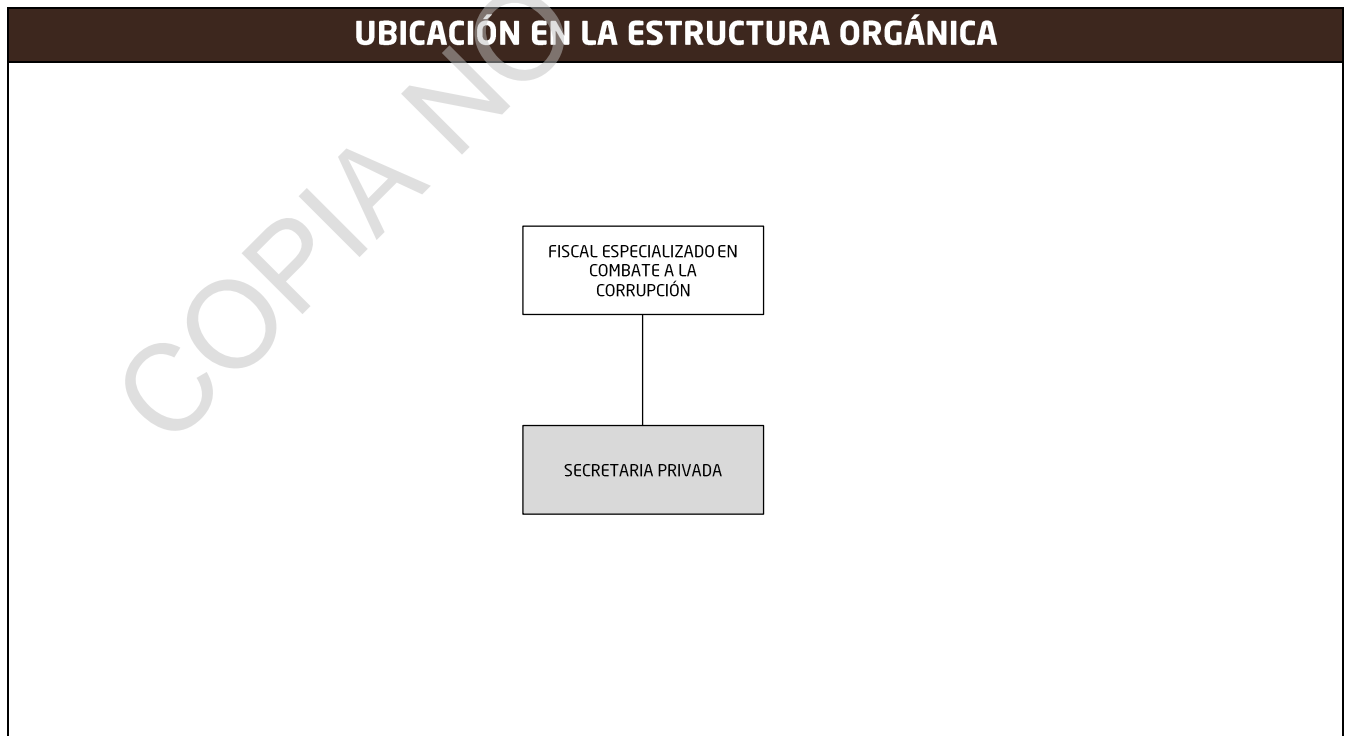 UBICACIÓN EN LA ESTRUCTURA ORGÁNICA
COPIA NO
FISCAL ESPECIALIZADO EN
COMBATE A LA
CORRUPCIÓN
SECRETARIA PRIVADA